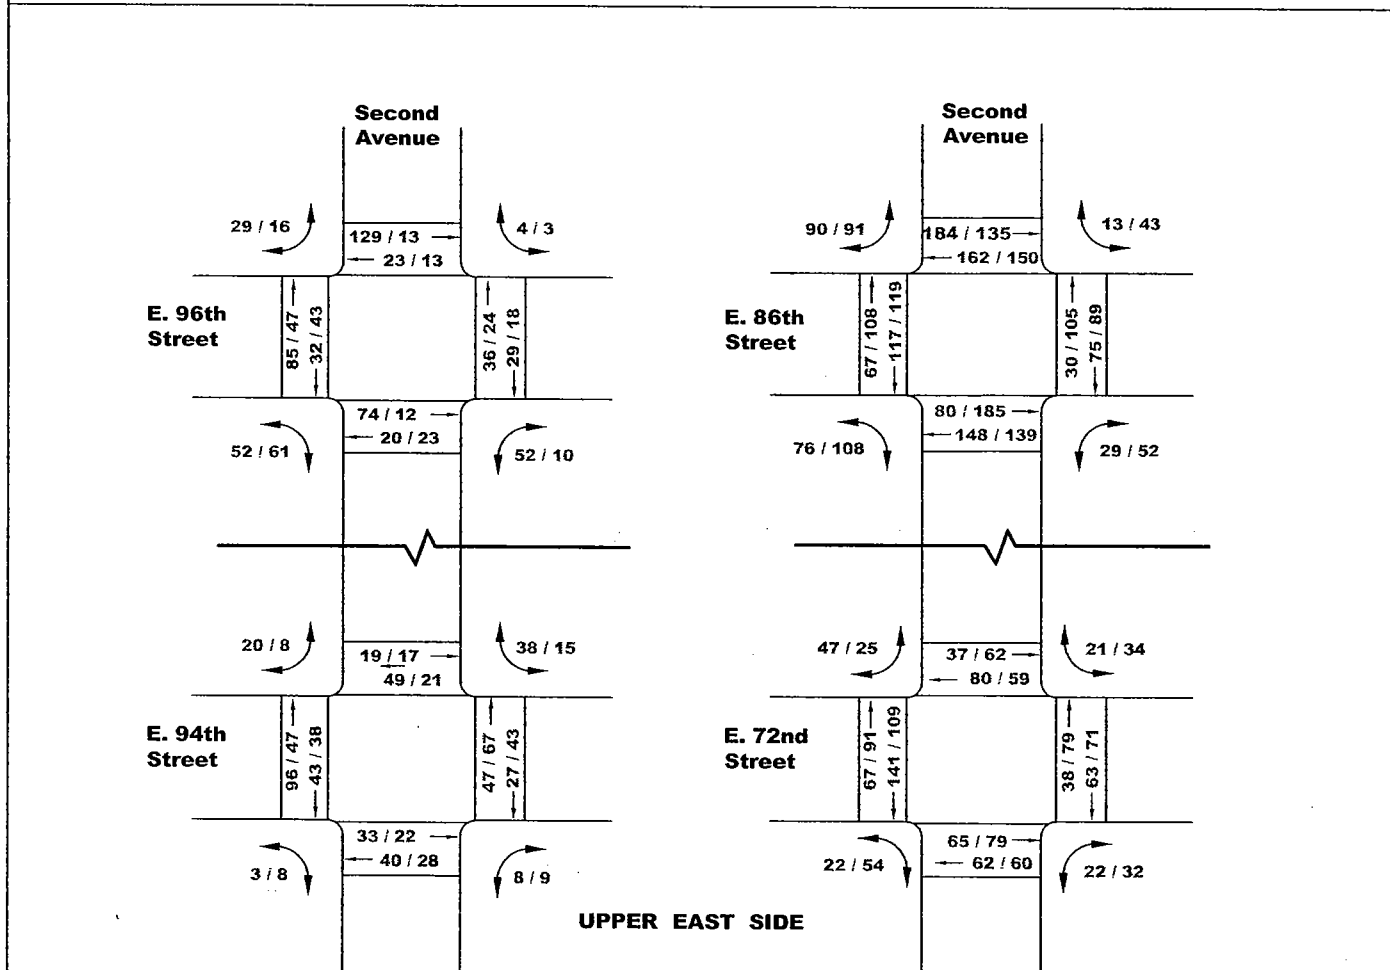 Second
Avenue
29 / 16
129 / 13
23 / 13
4 / 3
E. 96th
Street
85 / 47
32 / 43
36 / 24
29 / 18
74 / 12
20 / 23
52 / 61
52 / 10
20 / 8
19 / 17
49 / 21
38 / 15
E. 94th
Street
96 / 47
43 / 38
47 / 67
27 / 43
33 / 22
40 / 28
3 / 8
8 / 9
Second
Avenue
90 / 91
184 / 135
162 / 150
13 / 43
E. 86th
Street
67 / 108
117 / 119
30 / 105
75 / 89
80 / 185
148 / 139
76 / 108
29 / 52
47 / 25
37 / 62
80 / 59
21 / 34
E. 72nd
Street
67 / 91
141 / 109
38 / 79
63 / 71
65 / 79
62 / 60
22 / 54
22 / 32
UPPER EAST SIDE